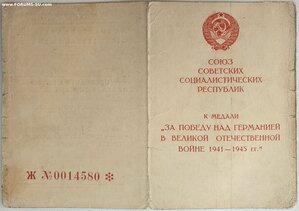 www.FORUMS-SU.com
СОЮЗ
СОВЕТСКИХ
СОЦИАЛИСТИЧЕСКИХ
РЕСПУБЛИК
К МЕДАЛИ
„ЗА ПОБЕДУ НАД ГЕРМАНИЕЙ
В ВЕЛИКОЙ ОТЕЧЕСТВЕННОЙ
ВОЙНЕ 1941—1945 гг."
Ж №0014580 ✻